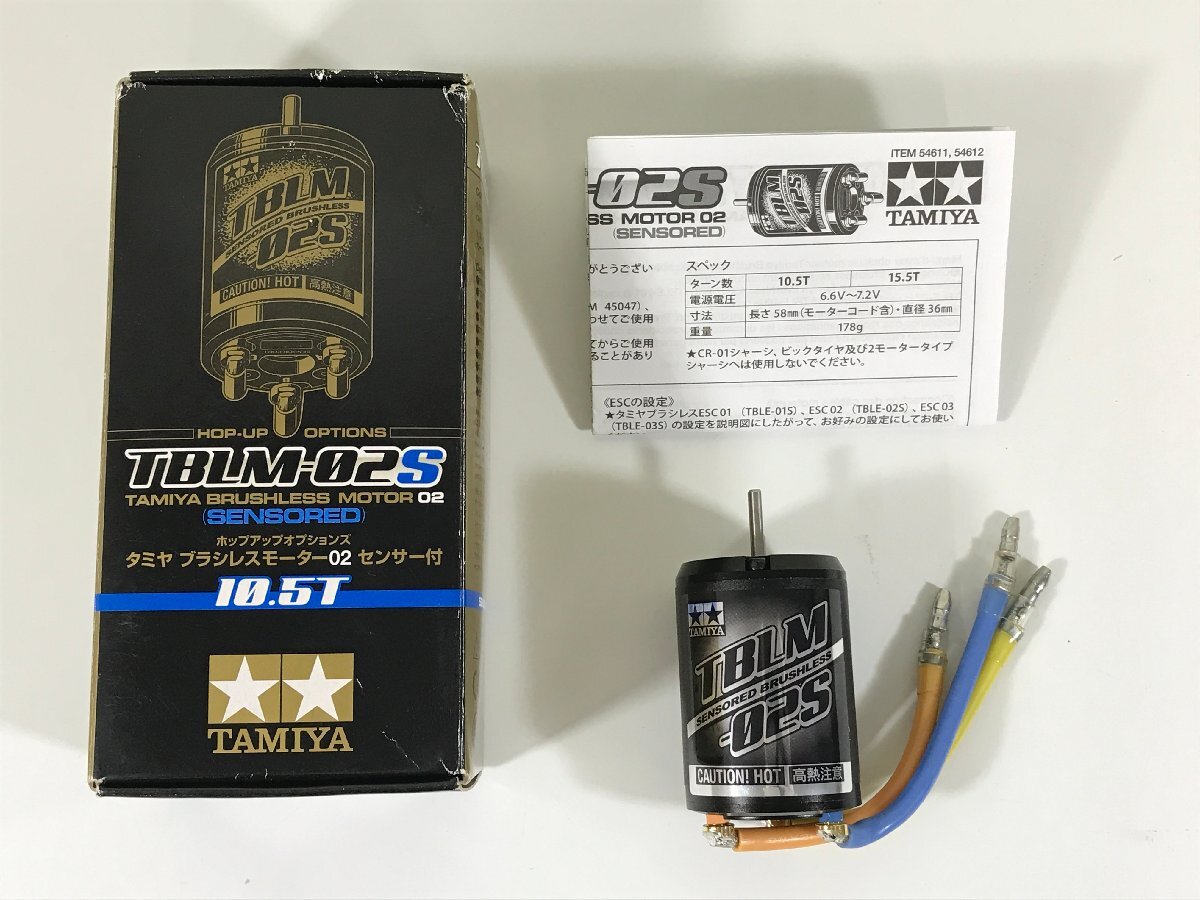 TAMIYA
TBLM
SENSORED BRUSHLESS
02S
CAUTION! HOT 高熱注意
HOP-UP OPTIONS
TBLM-02S
TAMIYA BRUSHLESS MOTOR 02
(SENSORED)
ホップアップオプションズ
タミヤ ブラシレスモーター02 センサー付
10.5T
TAMIYA
ITEM 54611, 54612
-02S
SS MOTOR 02
(SENSORED)
TAMIYA
がとうござい
M 45047)、
わせてご使用
てからご使用
ることがあり
スペック
ターン数 10.5T 15.5T
電源電圧 6.6V～7.2V
寸法 長さ58mm(モーターコード含)・直径36mm
重量 178g
★CR-01シャーシ、ビックタイヤ及び2モータータイプ
シャーシへは使用しないでください。
《ESCの設定》
★タミヤブラシレスESC 01 (TBLE-01S)、ESC 02 (TBLE-02S)、ESC 03
(TBLE-03S) の設定を説明図にしたがって、お好みの設定にしてお使い
TAMIYA
TBLM
SENSORED BRUSHLESS
-02S
CAUTION! HOT 高熱注意